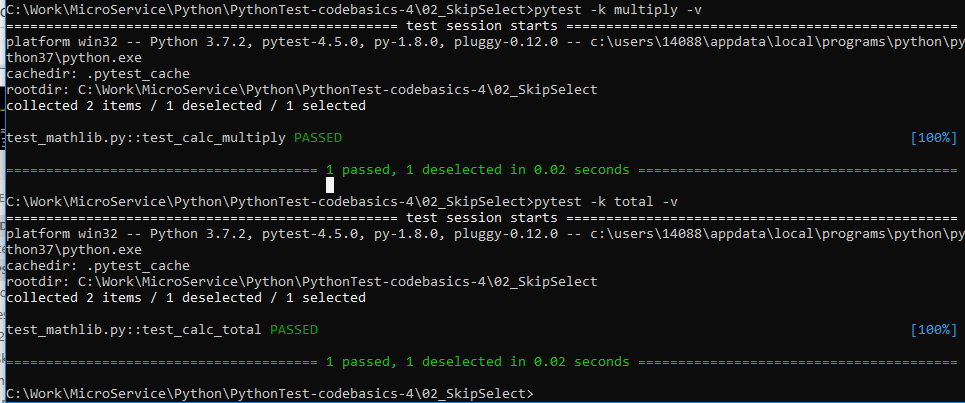 C:\Work\MicroService\Python\PythonTest-codebasics-4\02_SkipSelect>pytest -k multiply -v
================================================= test session starts =================================================
platform win32 -- Python 3.7.2, pytest-4.5.0, py-1.8.0, pluggy-0.12.0 -- c:\users\14088\appdata\local\programs\python\py
thon37\python.exe
cachedir: .pytest_cache
rootdir: C:\Work\MicroService\Python\PythonTest-codebasics-4\02_SkipSelect
collected 2 items / 1 deselected / 1 selected
test_mathlib.py::test_calc_multiply PASSED [100%]
======================================= 1 passed, 1 deselected in 0.02 seconds ========================================
C:\Work\MicroService\Python\PythonTest-codebasics-4\02_SkipSelect>pytest -k total -v
================================================= test session starts =================================================
platform win32 -- Python 3.7.2, pytest-4.5.0, py-1.8.0, pluggy-0.12.0 -- c:\users\14088\appdata\local\programs\python\py
thon37\python.exe
cachedir: .pytest_cache
rootdir: C:\Work\MicroService\Python\PythonTest-codebasics-4\02_SkipSelect
collected 2 items / 1 deselected / 1 selected
test_mathlib.py::test_calc_total PASSED [100%]
======================================= 1 passed, 1 deselected in 0.02 seconds ========================================
C:\Work\MicroService\Python\PythonTest-codebasics-4\02_SkipSelect>